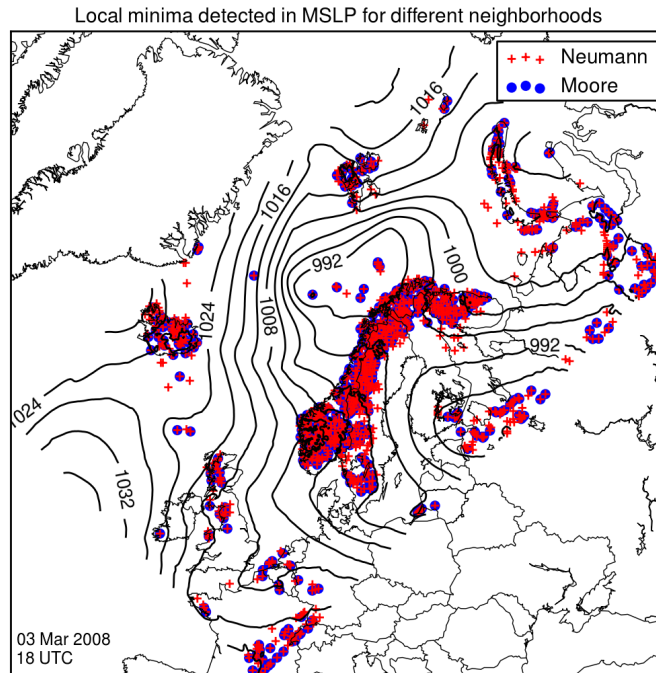 Local minima detected in MSLP for different neighborhoods
Neumann
Moore
1016
1016
992
1000
1008
1024
992
1024
1032
03 Mar 2008
18 UTC